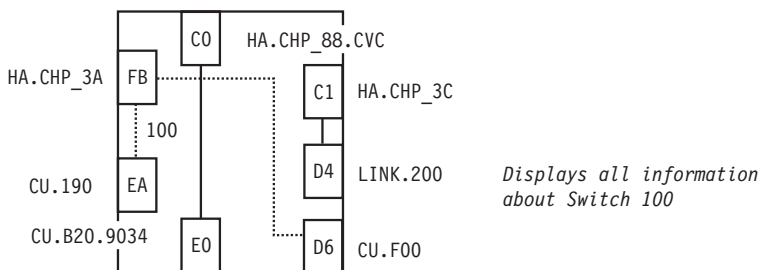 C0 HA.CHP_88.CVC
HA.CHP_3A FB
C1 HA.CHP_3C
100
CU.190 EA D4 LINK.200 Displays all information
about Switch 100
CU.B20.9034 E0 D6 CU.F00